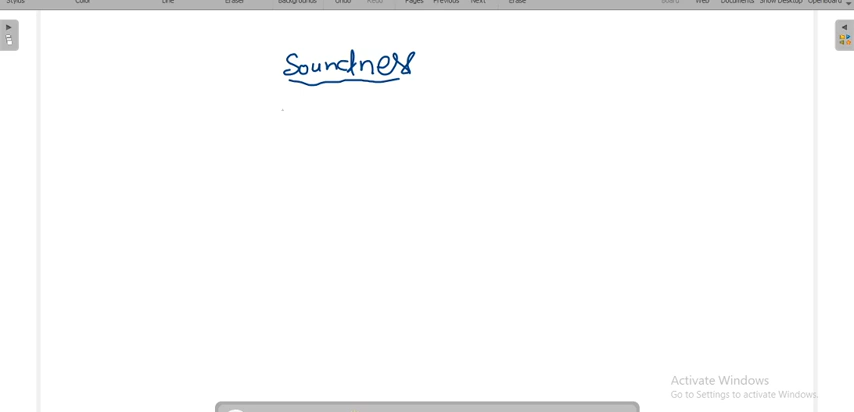 Stylus Color Line Eraser Backgrounds Undo Redo Pages Previous Next Erase Board Web Documents Show Desktop OpenBoard
Soundness
Activate Windows
Go to Settings to activate Windows.